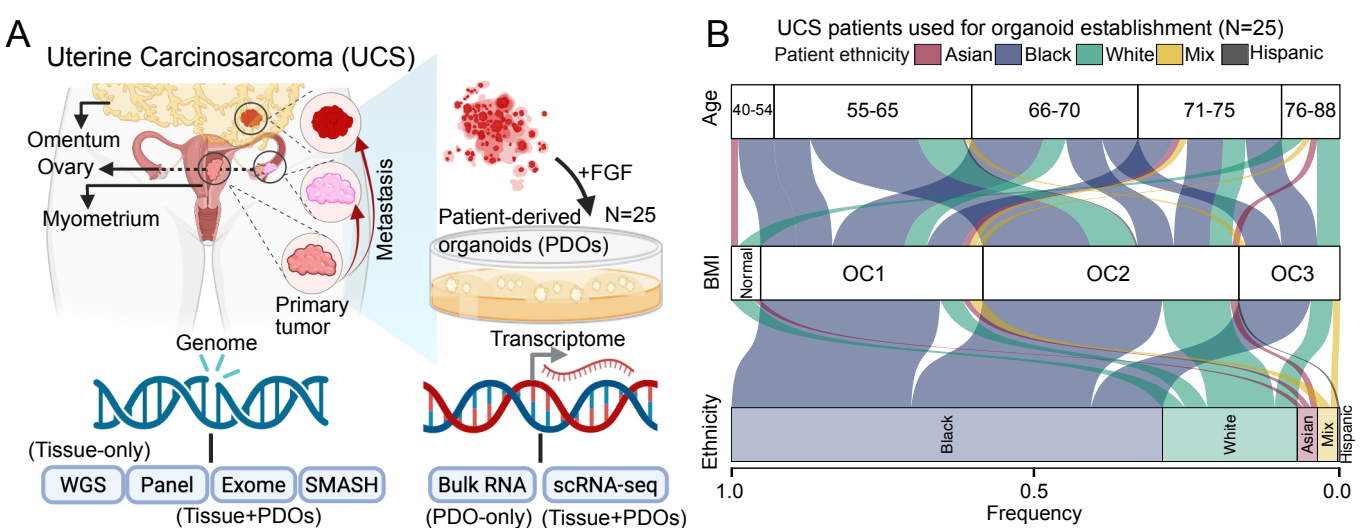 A
Uterine Carcinosarcoma (UCS)
Omentum
Ovary
Myometrium
Metastasis
Primary
tumor
+FGF
Patient-derived N=25
organoids (PDOs)
Genome
(Tissue-only)
WGS Panel Exome SMASH
(Tissue+PDOs)
Transcriptome
Bulk RNA scRNA-seq
(PDO-only) (Tissue+PDOs)
B
UCS patients used for organoid establishment (N=25)
Patient ethnicity Asian Black White Mix Hispanic
Age
40-54 55-65 66-70 71-75 76-88
BMI
Normal OC1 OC2 OC3
Ethnicity
Black White Asian Mix Hispanic
1.0 0.5 0.0
Frequency